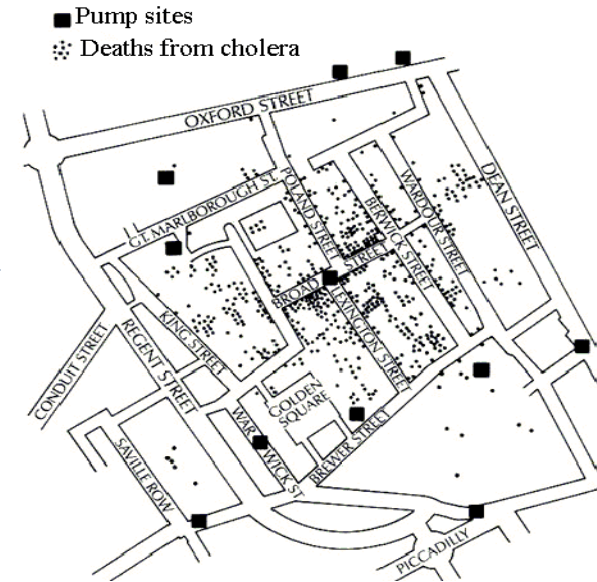 Pump sites
Deaths from cholera
OXFORD STREET
GT. MARLBOROUGH ST.
POLAND STREET
BERWICK STREET
WARDOUR STREET
DEAN STREET
BROAD STREET
LEXINGTON STREET
KING STREET
REGENT STREET
CONDUIT STREET
GOLDEN
SQUARE
WARWICK ST
BREWER STREET
SAVILLE ROW
PICCADILLY